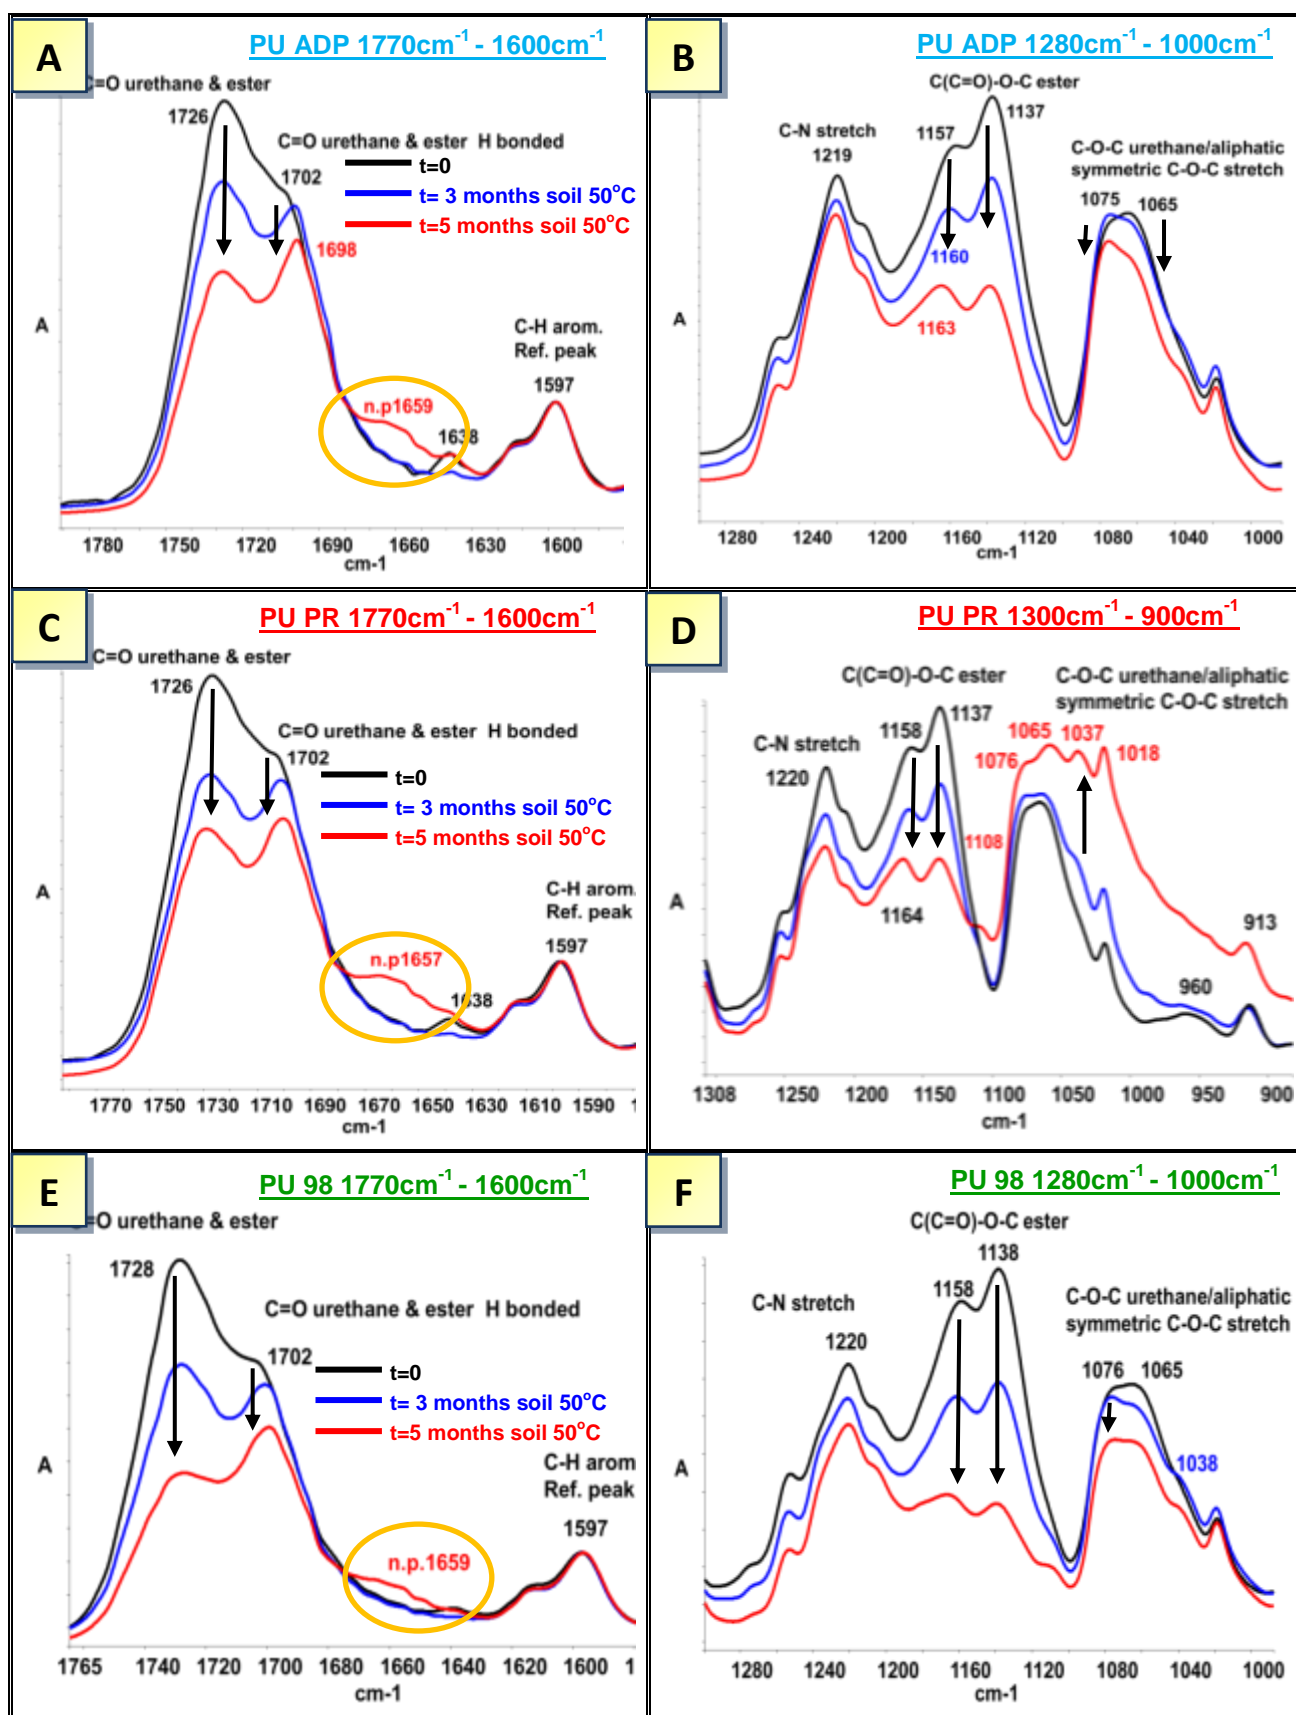 A
PU ADP 1770cm⁻¹ - 1600cm⁻¹
C=O urethane & ester
1726
C=O urethane & ester H bonded
t=0
1702
t= 3 months soil 50°C
t=5 months soil 50°C
1698
A
C-H arom.
Ref. peak
1597
n.p1659
1638
1780 1750 1720 1690 1660 1630 1600
cm-1
B
PU ADP 1280cm⁻¹ - 1000cm⁻¹
C(C=O)-O-C ester
1157 1137
C-N stretch
1219
C-O-C urethane/aliphatic
symmetric C-O-C stretch
1075 1065
1160
1163
A
1280 1240 1200 1160 1120 1080 1040 1000
cm-1
C
PU PR 1770cm⁻¹ - 1600cm⁻¹
C=O urethane & ester
1726
C=O urethane & ester H bonded
1702
t=0
t= 3 months soil 50°C
t=5 months soil 50°C
A
C-H arom.
Ref. peak
1597
n.p1657
1638
1770 1750 1730 1710 1690 1670 1650 1630 1610 1590 1
cm-1
D
PU PR 1300cm⁻¹ - 900cm⁻¹
C(C=O)-O-C ester
1158 1137
C-O-C urethane/aliphatic
symmetric C-O-C stretch
C-N stretch
1220
1076 1065 1037 1018
1108
1164
A
960
913
1308 1250 1200 1150 1100 1050 1000 950 900
cm-1
E
PU 98 1770cm⁻¹ - 1600cm⁻¹
C=O urethane & ester
1728
C=O urethane & ester H bonded
1702
t=0
t= 3 months soil 50°C
t=5 months soil 50°C
A
C-H arom
Ref. peak
1597
n.p.1659
1765 1740 1720 1700 1680 1660 1640 1620 1600 1
cm-1
F
PU 98 1280cm⁻¹ - 1000cm⁻¹
C(C=O)-O-C ester
1158 1138
C-N stretch
1220
C-O-C urethane/aliphatic
symmetric C-O-C stretch
1076 1065
1038
A
1280 1240 1200 1160 1120 1080 1040 1000
cm-1